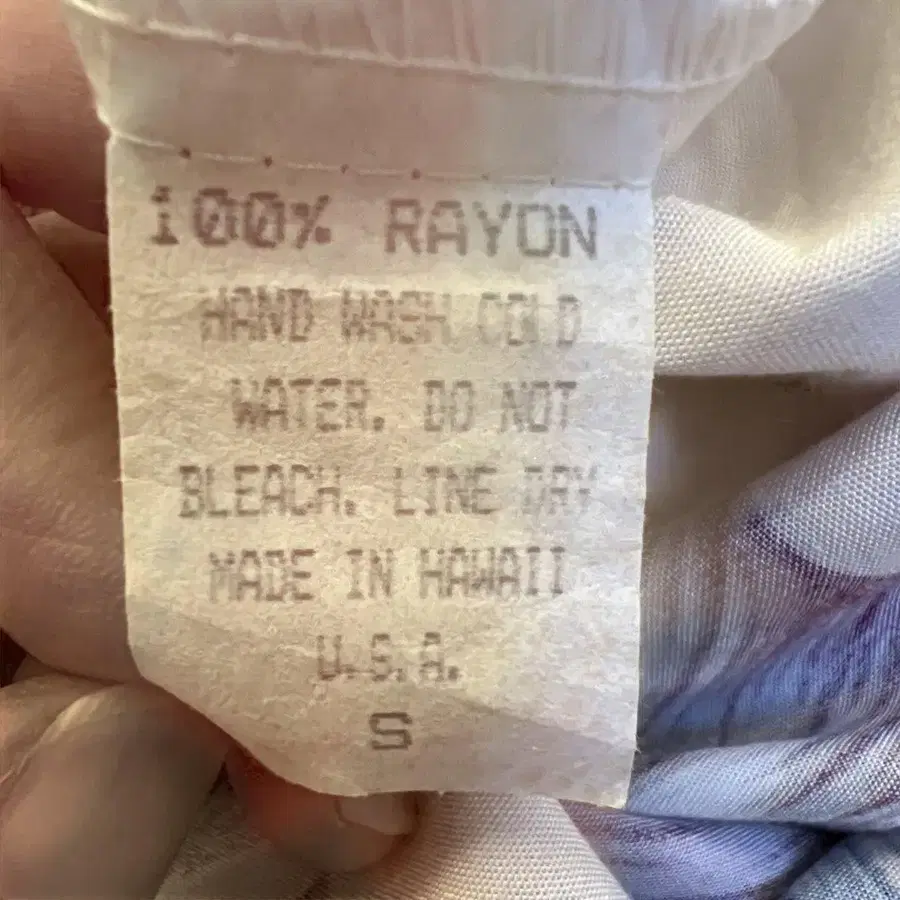 100% RAYON
HAND WASH COLD
WATER. DO NOT
BLEACH. LINE DRY
MADE IN HAWAII
U.S.A.
S